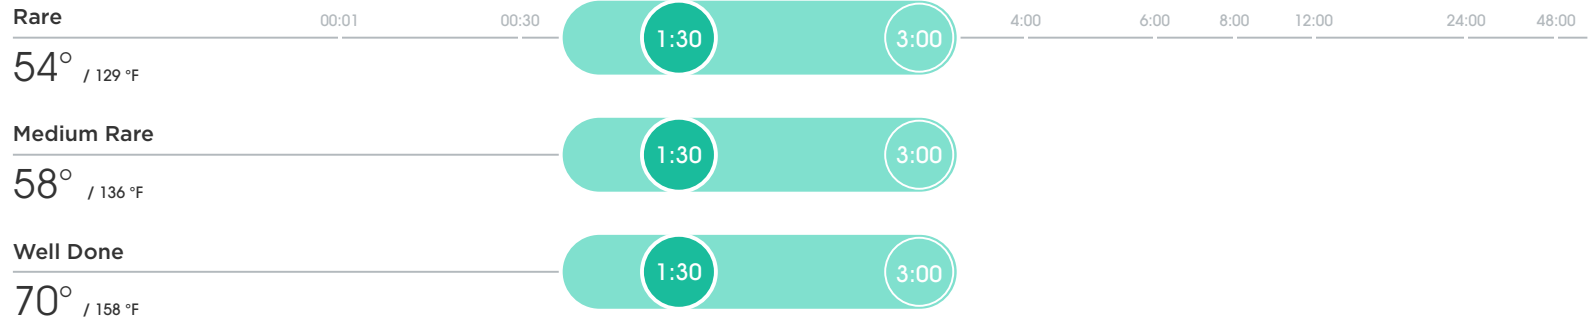 Rare 00:01 00:30 1:30 3:00 4:00 6:00 8:00 12:00 24:00 48:00
54° / 129 °F
Medium Rare 1:30 3:00
58° / 136 °F
Well Done 1:30 3:00
70° / 158 °F